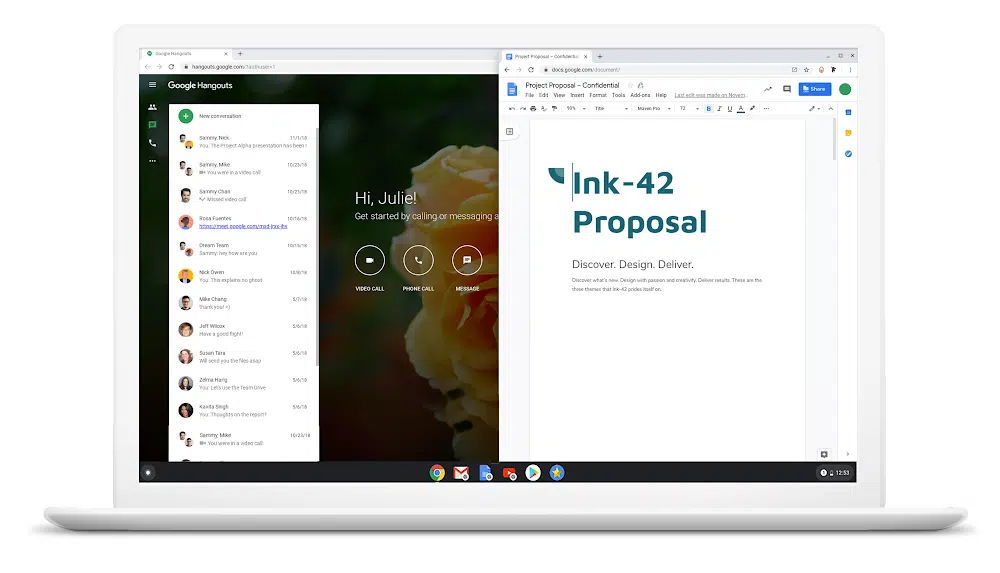 Google Hangouts
hangouts.google.com/?authuser=1
Google Hangouts
New conversation
Sammy, Nick 11/1/18
You: The Project Alpha presentation has been
Sammy, Mike 10/23/18
You were in a video call
Sammy Chan 10/23/18
Missed video call
Rosa Fuentes 10/16/18
Dream Team 10/15/18
Sammy: hey how are you
Nick Owen 10/8/18
You: This explains no ghost
Mike Chang 5/7/18
thank you! =)
Jeff Wilcox 5/6/18
Have a good flight!
Susan Tara 5/6/18
Will send you the files asap
Zelma Harig 5/6/18
You: Let's use the Team Drive
Kavita Singh 5/6/18
You: Thoughts on the report?
Sammy, Mike 10/23/18
You were in a video call
Hi, Julie!
Get started by calling or messaging a
VIDEO CALL
PHONE CALL
MESSAGE
Project Proposal – Confidential
docs.google.com/document/
Project Proposal – Confidential
File Edit View Insert Format Tools Add-ons Help Last edit was made on Novem...
Share
90% Title Maven Pro 72 B I U A
Ink-42
Proposal
Discover. Design. Deliver.
Discover what's new. Design with passion and creativity. Deliver results. These are the
three themes that Ink-42 prides itself on.
12:53